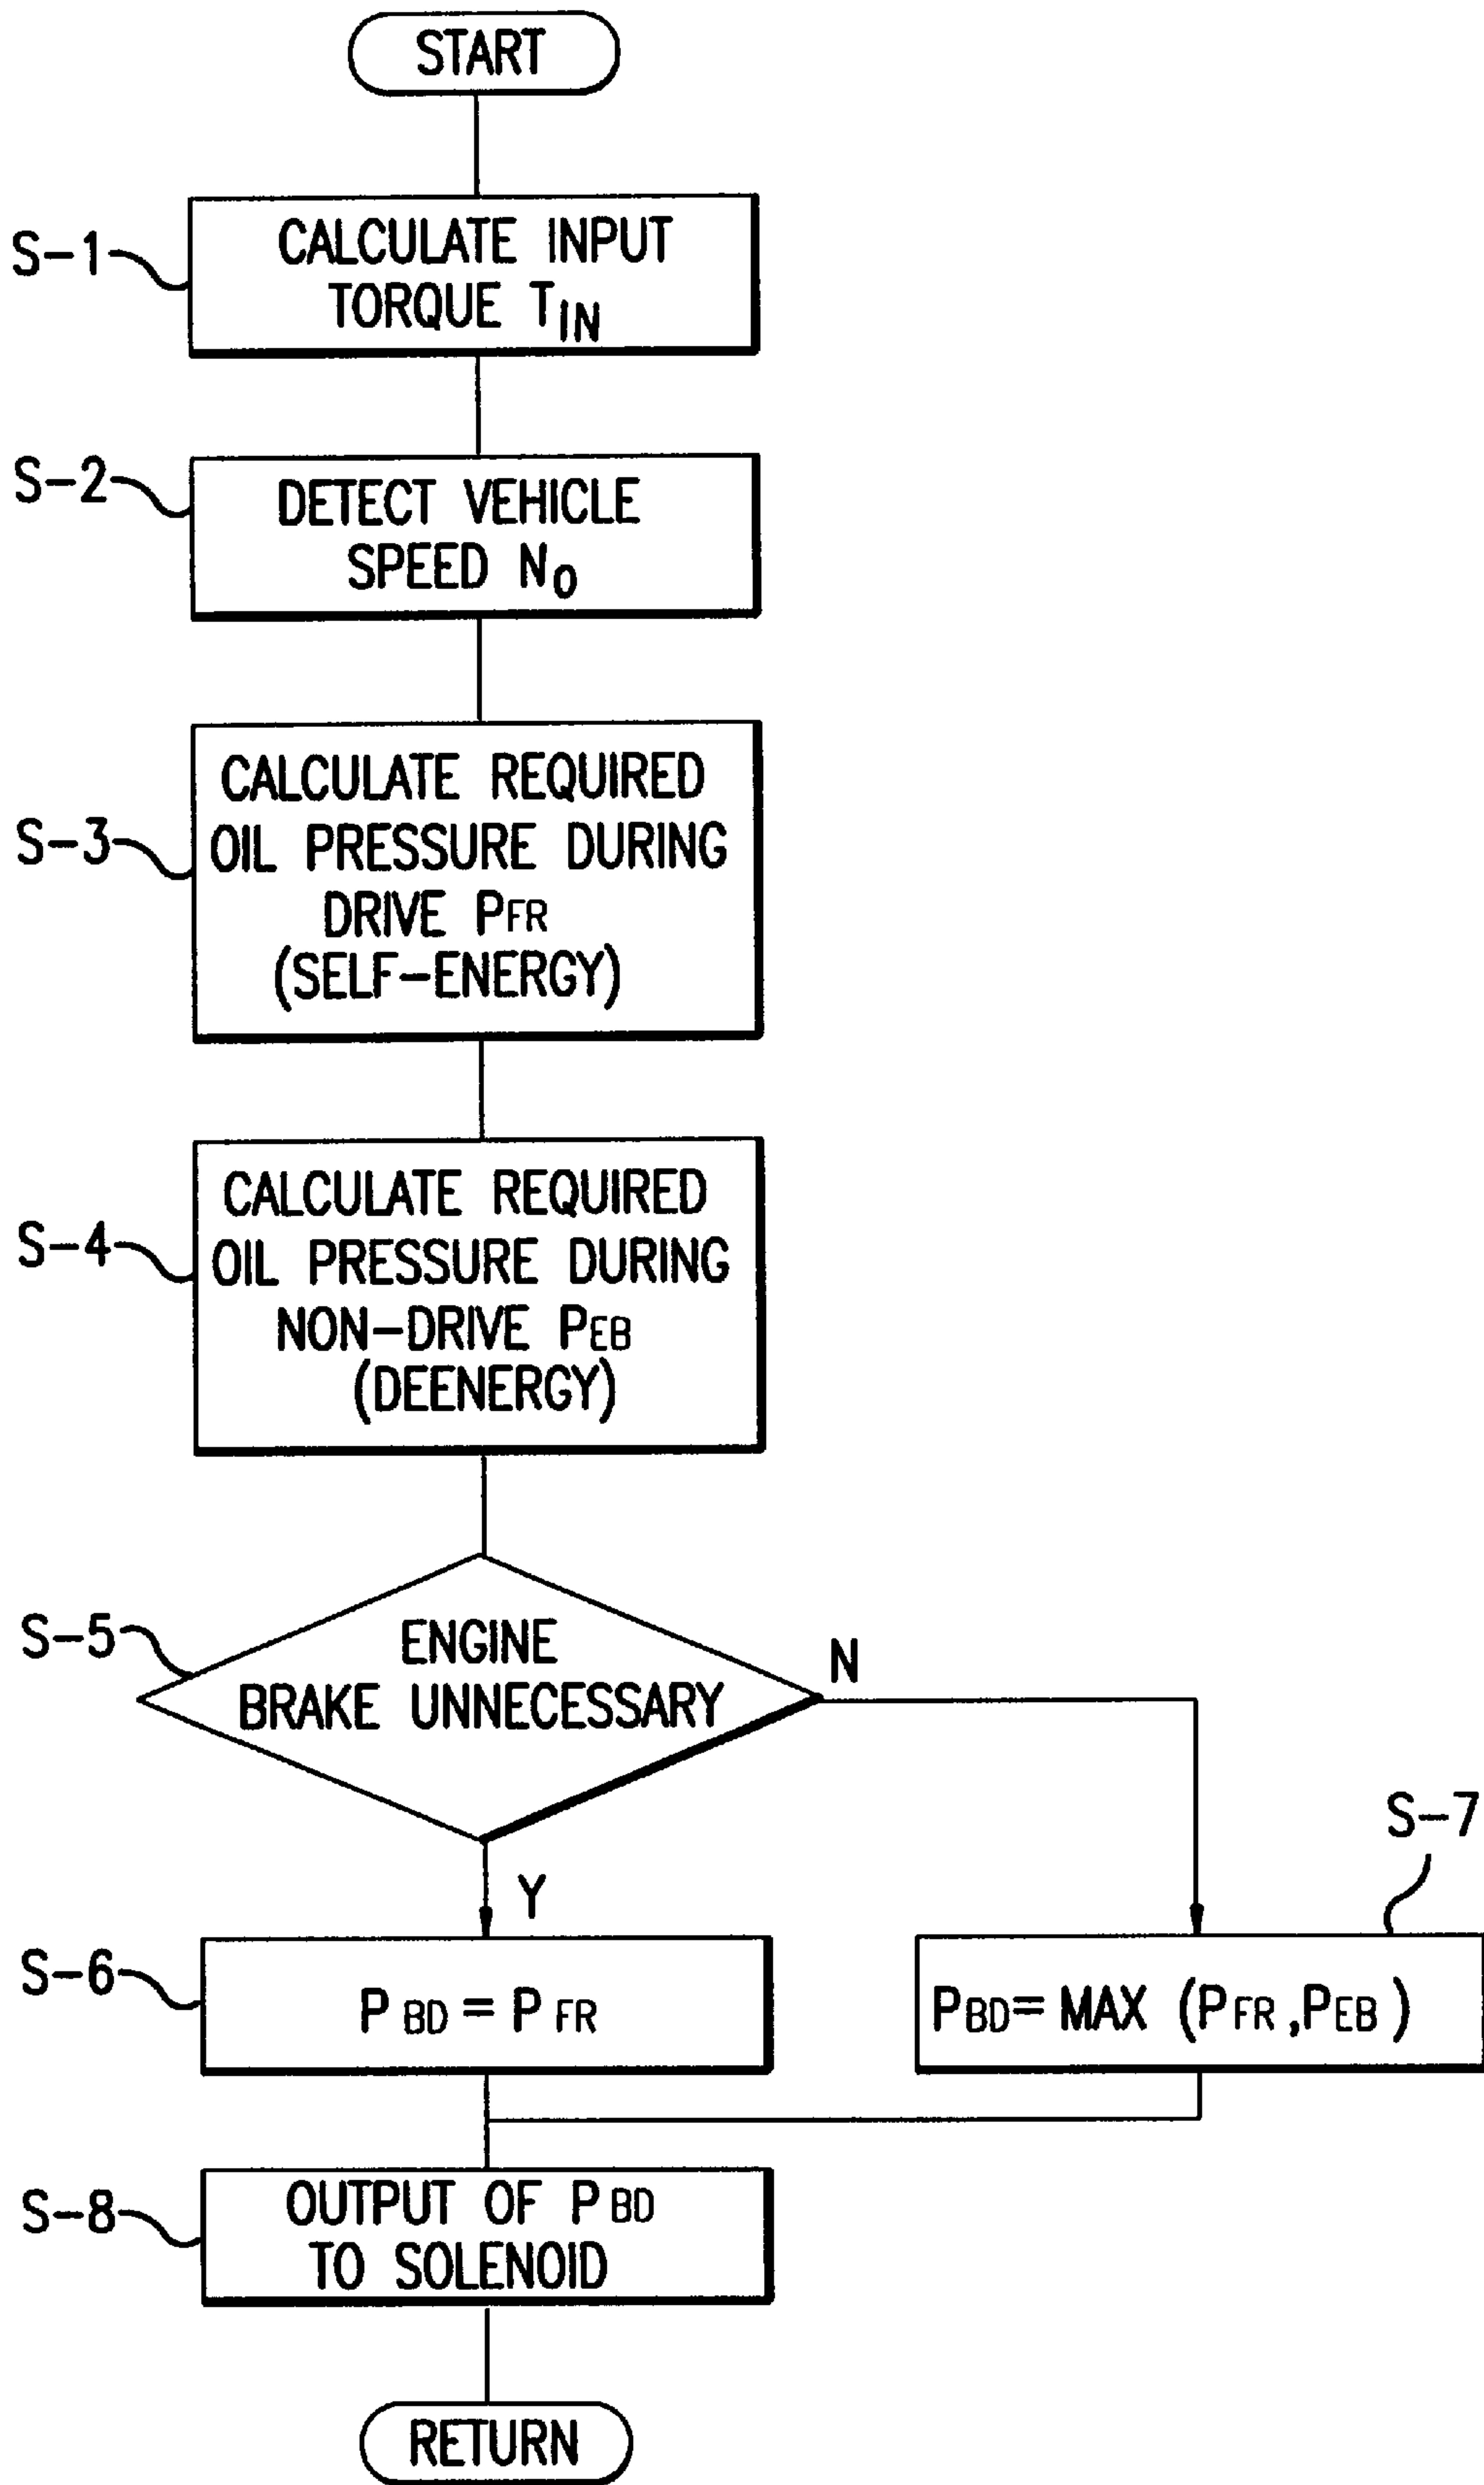 START
S-1
CALCULATE INPUT
TORQUE TIN
S-2
DETECT VEHICLE
SPEED NO
S-3
CALCULATE REQUIRED
OIL PRESSURE DURING
DRIVE PFR
(SELF-ENERGY)
S-4
CALCULATE REQUIRED
OIL PRESSURE DURING
NON-DRIVE PEB
(DEENERGY)
S-5
ENGINE
BRAKE UNNECESSARY
N
Y
S-6
PBD = PFR
S-7
PBD = MAX (PFR, PEB)
S-8
OUTPUT OF PBD
TO SOLENOID
RETURN